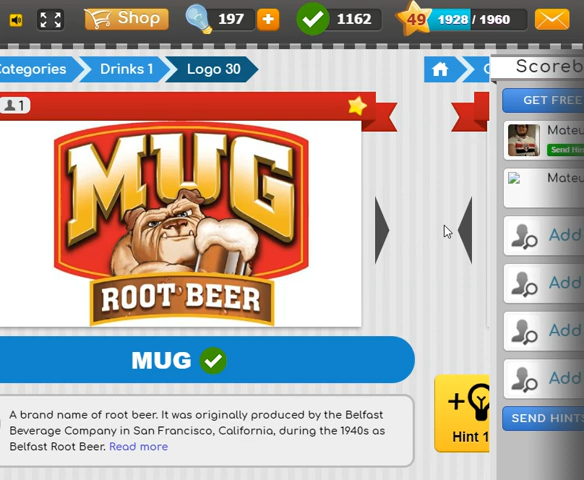 Shop
197
+
1162
49
1928 / 1960
ategories
Drinks 1
Logo 30
Scoreb
1
GET FREE
Mateu
Send Hin
Mateu
MUG
ROOT BEER
Add
Add
Add
Add
MUG
SEND HINTS
+
Hint 1
A brand name of root beer. It was originally produced by the Belfast
Beverage Company in San Francisco, California, during the 1940s as
Belfast Root Beer. Read more